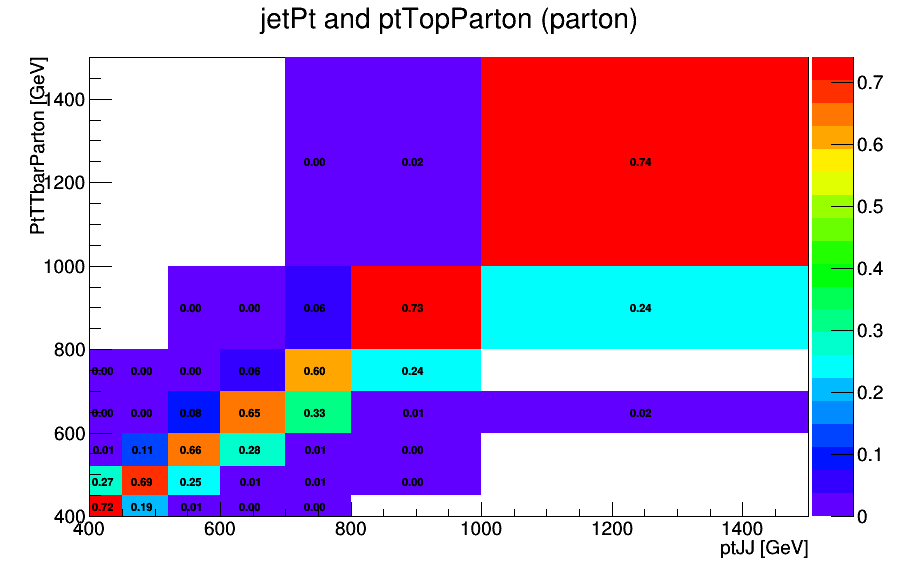 jetPt and ptTopParton (parton)
PtTTbarParton [GeV]
1400
1200
1000
800
600
400
0.00 0.02 0.74
0.00 0.00 0.06 0.73 0.24
0.00 0.00 0.00 0.06 0.60 0.24
0.00 0.00 0.08 0.65 0.33 0.01 0.02
0.01 0.11 0.66 0.28 0.01 0.00
0.27 0.69 0.25 0.01 0.01 0.00
0.72 0.19 0.01 0.00 0.00
400 600 800 1000 1200 1400
ptJJ [GeV]
0.7
0.6
0.5
0.4
0.3
0.2
0.1
0